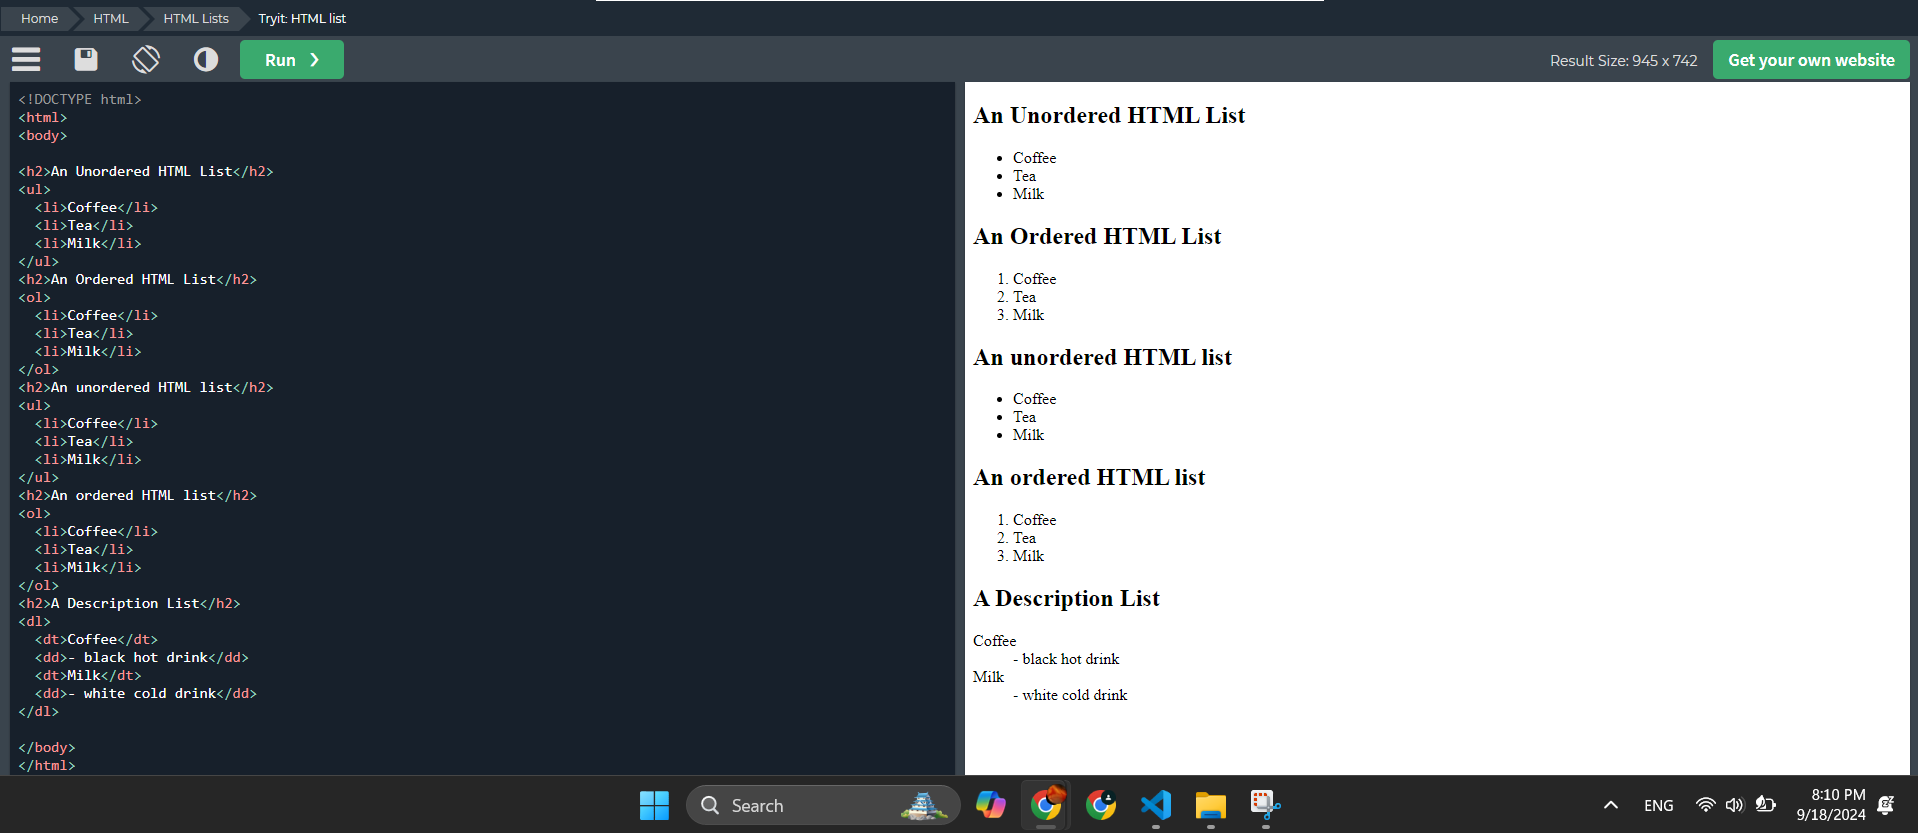 Home HTML HTML Lists Tryit: HTML list
Run ❯ Result Size: 945 x 742 Get your own website
<!DOCTYPE html>
<html>
<body>
<h2>An Unordered HTML List</h2>
<ul>
<li>Coffee</li>
<li>Tea</li>
<li>Milk</li>
</ul>
<h2>An Ordered HTML List</h2>
<ol>
<li>Coffee</li>
<li>Tea</li>
<li>Milk</li>
</ol>
<h2>An unordered HTML list</h2>
<ul>
<li>Coffee</li>
<li>Tea</li>
<li>Milk</li>
</ul>
<h2>An ordered HTML list</h2>
<ol>
<li>Coffee</li>
<li>Tea</li>
<li>Milk</li>
</ol>
<h2>A Description List</h2>
<dl>
<dt>Coffee</dt>
<dd>- black hot drink</dd>
<dt>Milk</dt>
<dd>- white cold drink</dd>
</dl>
</body>
</html>
An Unordered HTML List
• Coffee
• Tea
• Milk
An Ordered HTML List
1. Coffee
2. Tea
3. Milk
An unordered HTML list
• Coffee
• Tea
• Milk
An ordered HTML list
1. Coffee
2. Tea
3. Milk
A Description List
Coffee
- black hot drink
Milk
- white cold drink
Search
ENG
8:10 PM
9/18/2024